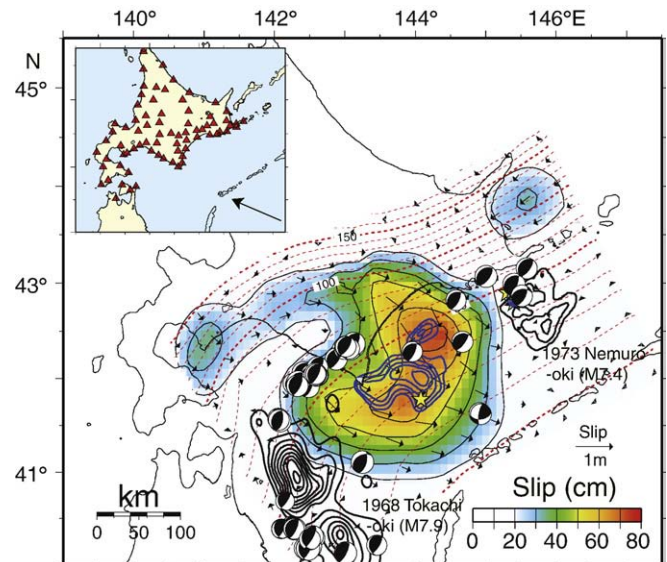 140° 142° 144° 146°E
N
45°
43°
41°
150
100
1973 Nemuro
-oki (M7.4)
Slip
1m
1968 Tokachi
-oki (M7.9)
km
0 50 100
Slip (cm)
0 20 40 60 80